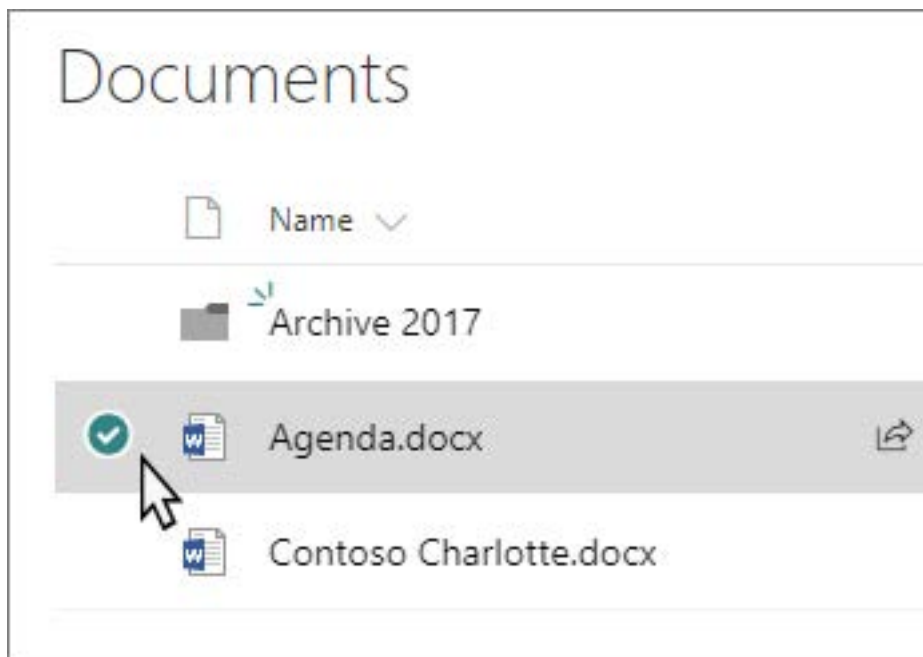 Documents
Name
Archive 2017
Agenda.docx
Contoso Charlotte.docx